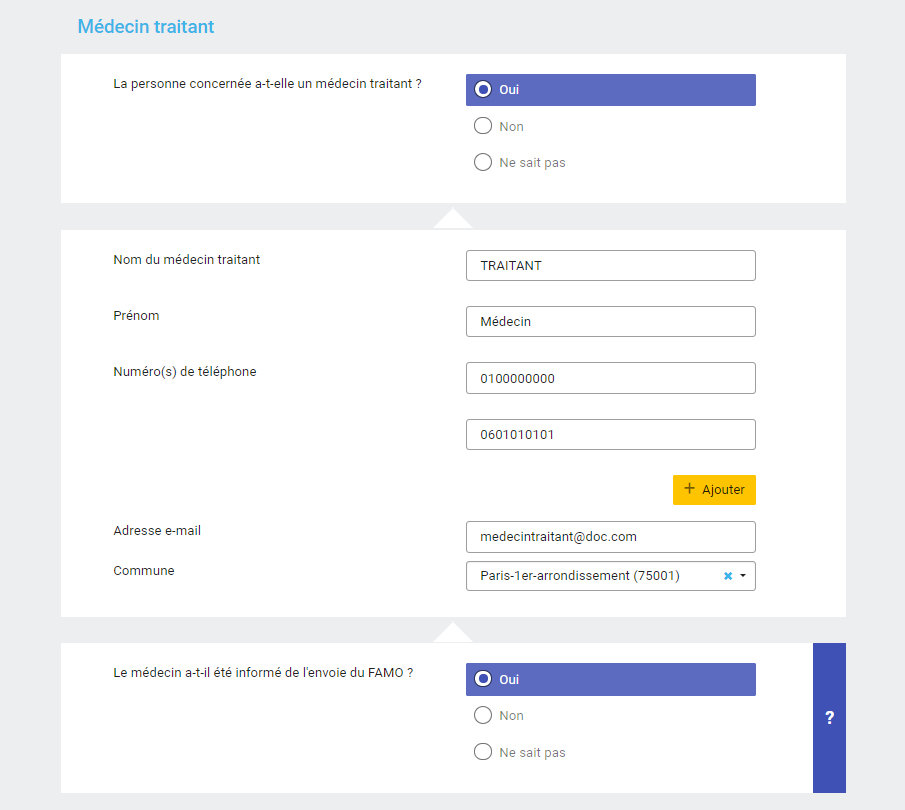 Médecin traitant
La personne concernée a-t-elle un médecin traitant ?
Oui
Non
Ne sait pas
Nom du médecin traitant
TRAITANT
Prénom
Médecin
Numéro(s) de téléphone
0100000000
0601010101
+ Ajouter
Adresse e-mail
medecintraitant@doc.com
Commune
Paris-1er-arrondissement (75001)
Le médecin a-t-il été informé de l'envoie du FAMO ?
Oui
Non
Ne sait pas
?